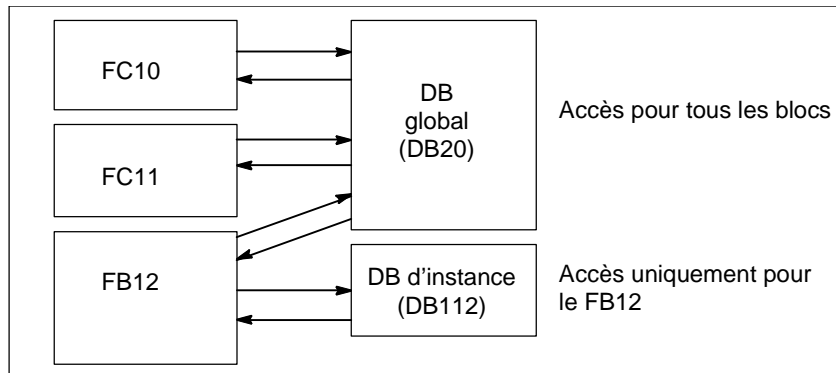 FC10
FC11
FB12
DB
global
(DB20)
DB d'instance
(DB112)
Accès pour tous les blocs
Accès uniquement pour
le FB12